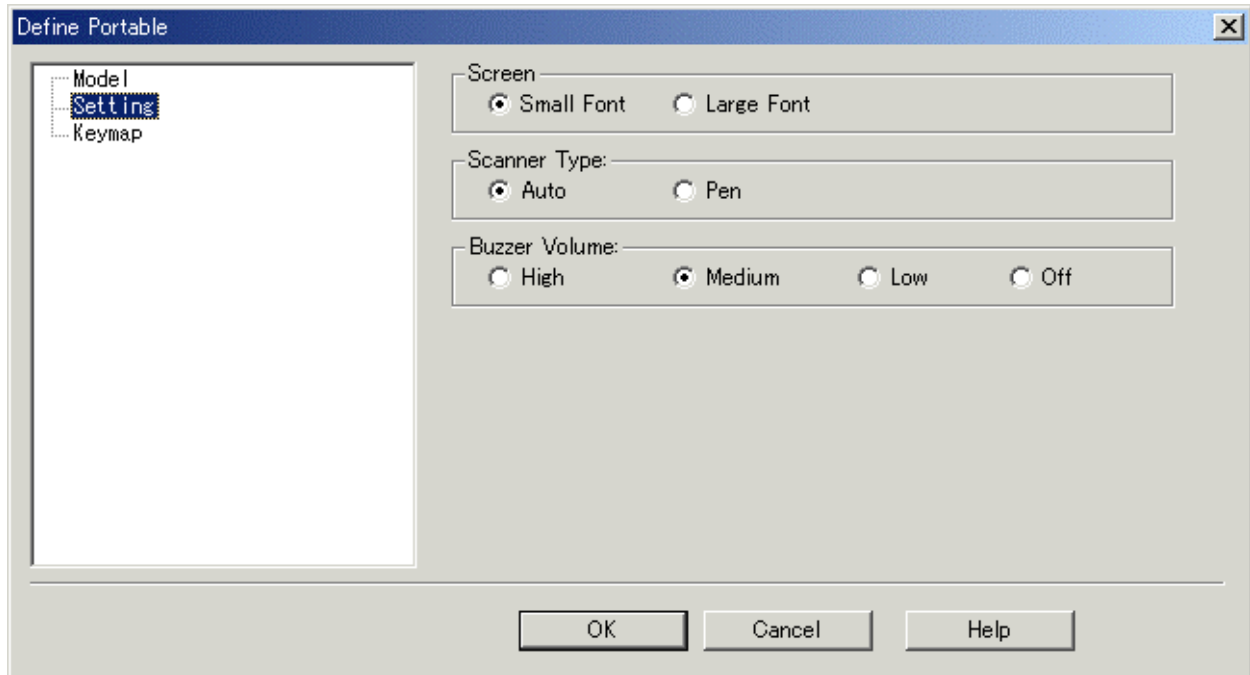 Define Portable
Model
Setting
Keymap
Screen
Small Font Large Font
Scanner Type:
Auto Pen
Buzzer Volume:
High Medium Low Off
OK Cancel Help